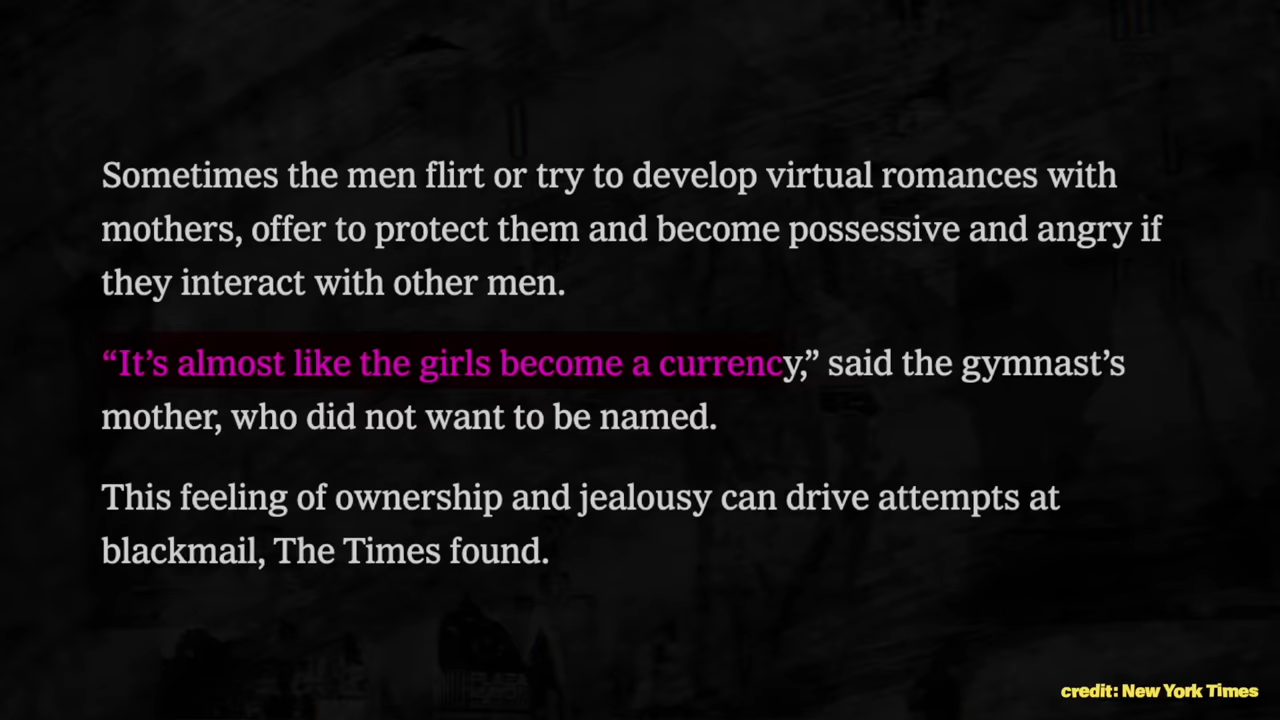 Sometimes the men flirt or try to develop virtual romances with
mothers, offer to protect them and become possessive and angry if
they interact with other men.
“It’s almost like the girls become a currency,” said the gymnast’s
mother, who did not want to be named.
This feeling of ownership and jealousy can drive attempts at
blackmail, The Times found.
credit: New York Times